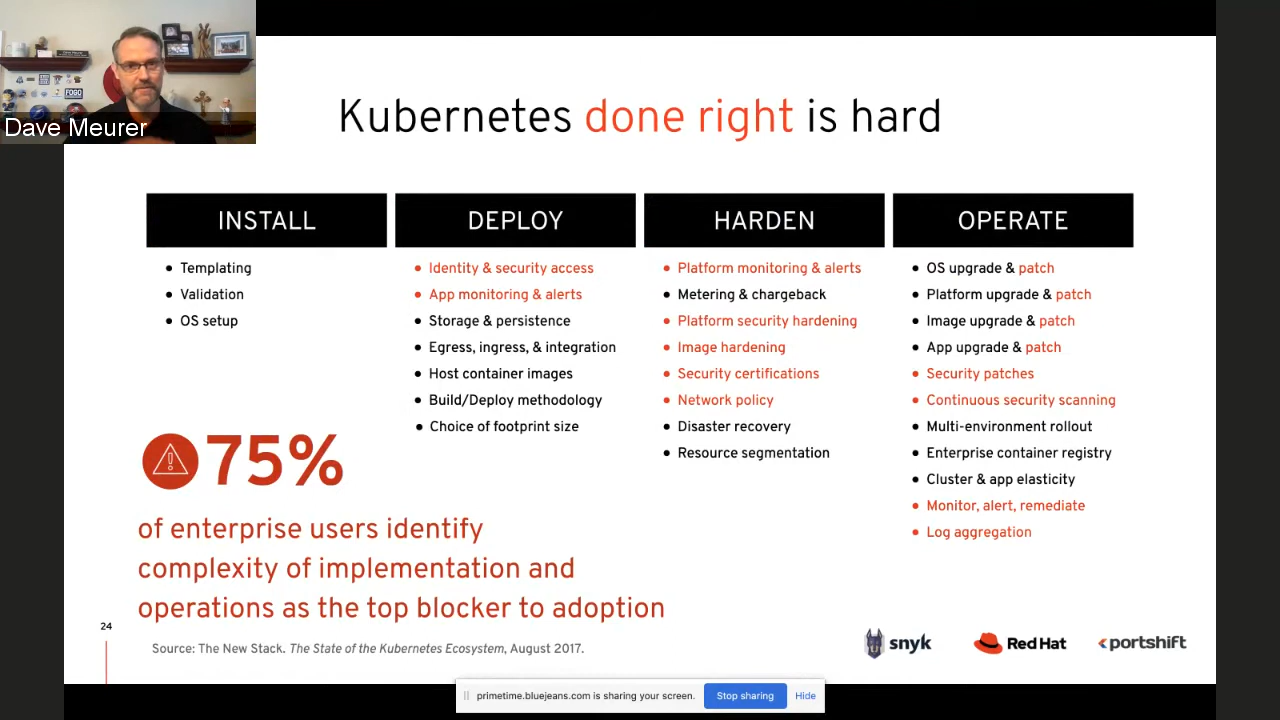 Dave Meurer
FOGO
Kubernetes done right is hard
INSTALL
• Templating
• Validation
• OS setup
DEPLOY
• Identity & security access
• App monitoring & alerts
• Storage & persistence
• Egress, ingress, & integration
• Host container images
• Build/Deploy methodology
• Choice of footprint size
HARDEN
• Platform monitoring & alerts
• Metering & chargeback
• Platform security hardening
• Image hardening
• Security certifications
• Network policy
• Disaster recovery
• Resource segmentation
OPERATE
• OS upgrade & patch
• Platform upgrade & patch
• Image upgrade & patch
• App upgrade & patch
• Security patches
• Continuous security scanning
• Multi-environment rollout
• Enterprise container registry
• Cluster & app elasticity
• Monitor, alert, remediate
• Log aggregation
75%
of enterprise users identify
complexity of implementation and
operations as the top blocker to adoption
24
Source: The New Stack. The State of the Kubernetes Ecosystem, August 2017.
snyk
Red Hat
portshift
primetime.bluejeans.com is sharing your screen.
Stop sharing
Hide